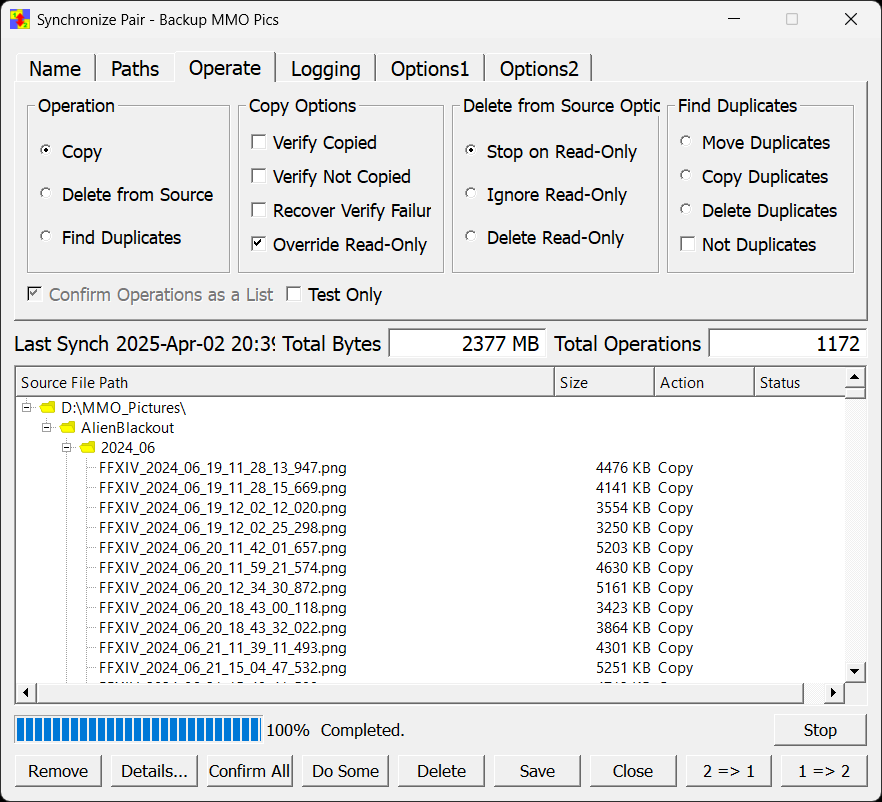 Synchronize Pair - Backup MMO Pics
Name Paths Operate Logging Options1 Options2
Operation Copy Options Delete from Source Optic Find Duplicates
Copy Verify Copied Stop on Read-Only Move Duplicates
Delete from Source Verify Not Copied Ignore Read-Only Copy Duplicates
Find Duplicates Recover Verify Failur Delete Read-Only Delete Duplicates
Override Read-Only Not Duplicates
Confirm Operations as a List Test Only
Last Synch 2025-Apr-02 20:39 Total Bytes 2377 MB Total Operations 1172
Source File Path Size Action Status
D:\MMO_Pictures\
AlienBlackout
2024_06
FFXIV_2024_06_19_11_28_13_947.png 4476 KB Copy
FFXIV_2024_06_19_11_28_15_669.png 4141 KB Copy
FFXIV_2024_06_19_12_02_12_020.png 3554 KB Copy
FFXIV_2024_06_19_12_02_25_298.png 3250 KB Copy
FFXIV_2024_06_20_11_42_01_657.png 5203 KB Copy
FFXIV_2024_06_20_11_59_21_574.png 4630 KB Copy
FFXIV_2024_06_20_12_34_30_872.png 5161 KB Copy
FFXIV_2024_06_20_18_43_00_118.png 3423 KB Copy
FFXIV_2024_06_20_18_43_32_022.png 3864 KB Copy
FFXIV_2024_06_21_11_39_11_493.png 4301 KB Copy
FFXIV_2024_06_21_15_04_47_532.png 5251 KB Copy
100% Completed. Stop
Remove Details... Confirm All Do Some Delete Save Close 2 => 1 1 => 2